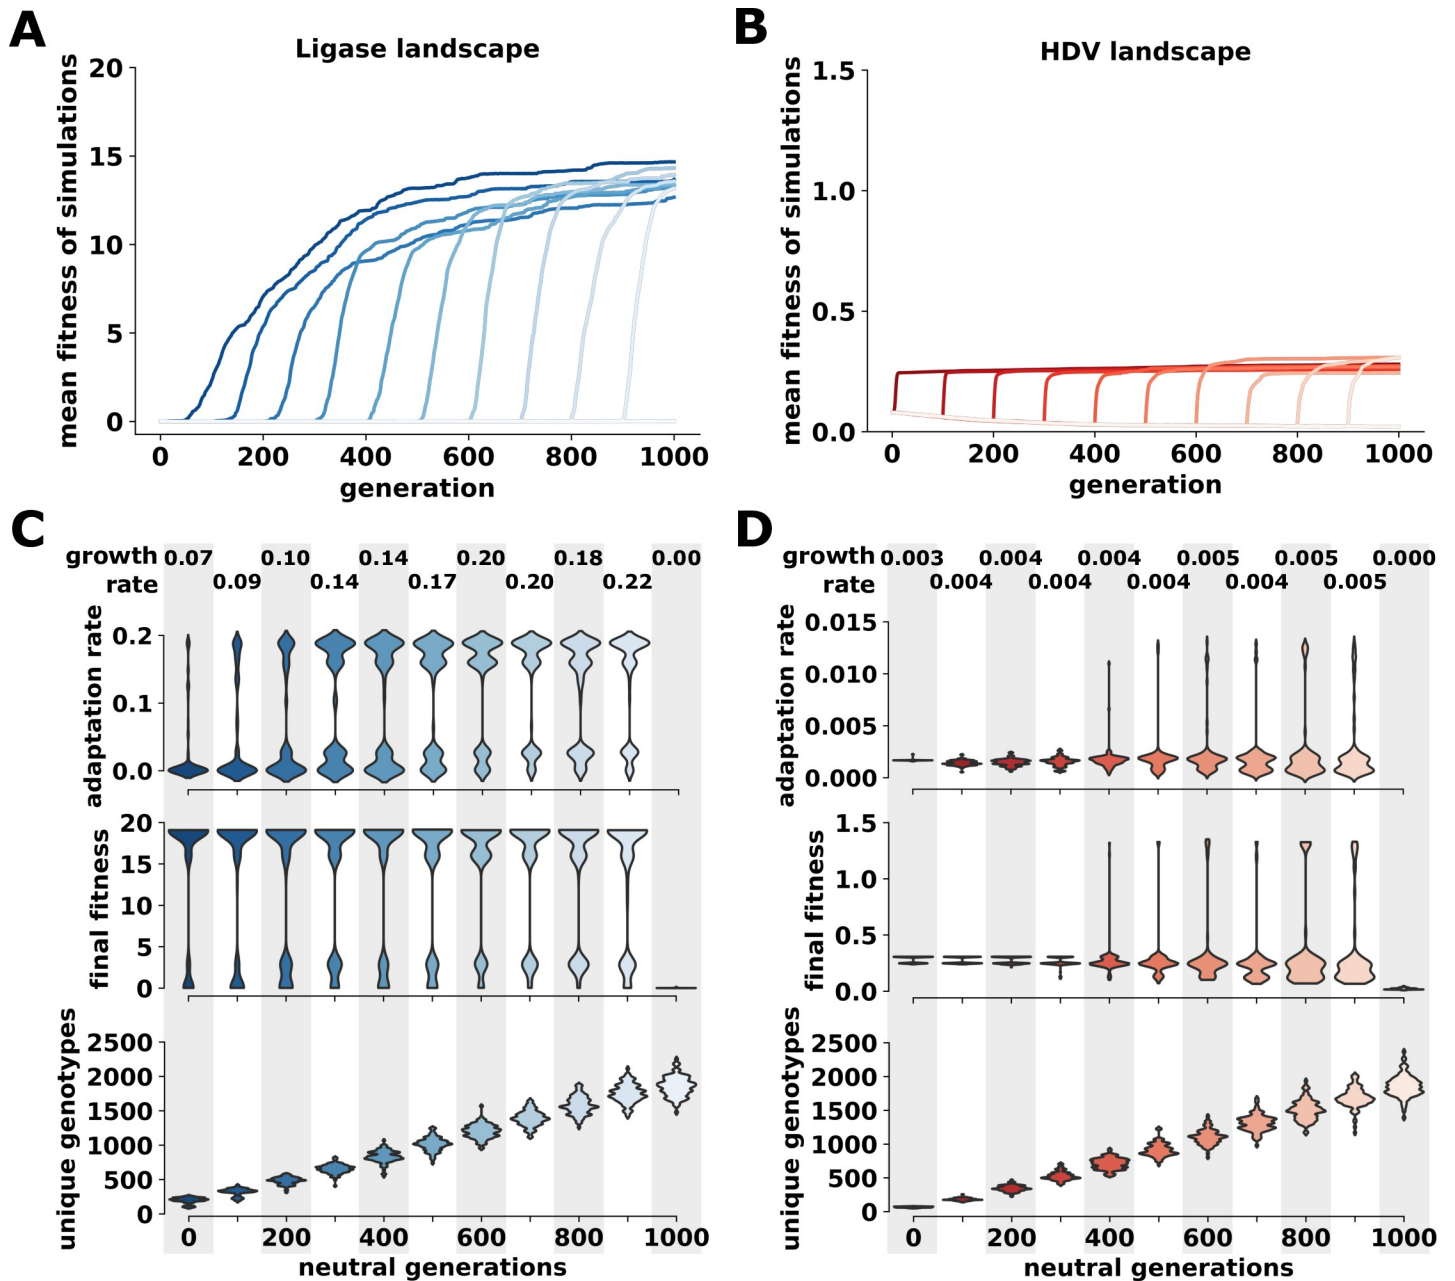 A
Ligase landscape
mean fitness of simulations
20
15
10
5
0
0 200 400 600 800 1000
generation
B
HDV landscape
mean fitness of simulations
1.5
1.0
0.5
0.0
0 200 400 600 800 1000
generation
C
growth 0.07 0.10 0.14 0.20 0.18 0.00
rate 0.09 0.14 0.17 0.20 0.22
adaptation rate
0.2
0.1
0.0
final fitness
20
15
10
5
0
unique genotypes
2500
2000
1500
1000
500
0
0 200 400 600 800 1000
neutral generations
D
growth 0.003 0.004 0.004 0.005 0.005 0.000
rate 0.004 0.004 0.004 0.004 0.005
adaptation rate
0.015
0.010
0.005
0.000
final fitness
1.5
1.0
0.5
0.0
unique genotypes
2500
2000
1500
1000
500
0
0 200 400 600 800 1000
neutral generations